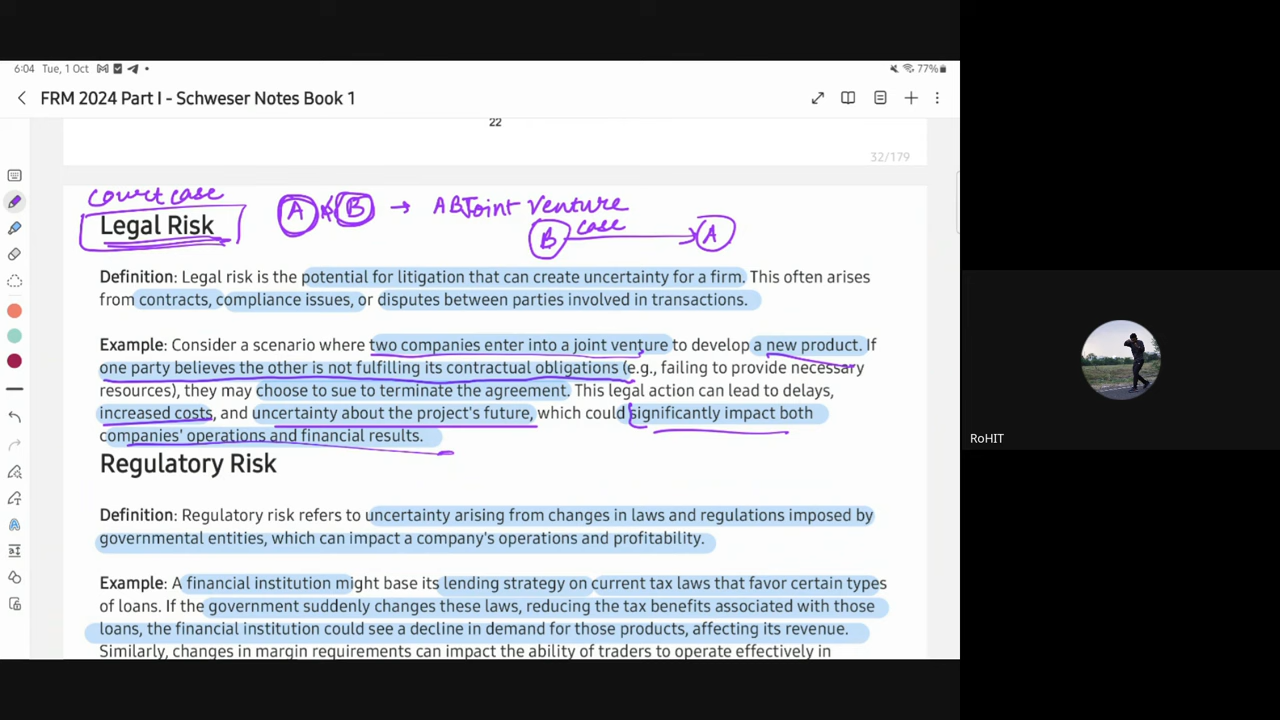 6:04 Tue, 1 Oct 77%
FRM 2024 Part I - Schweser Notes Book 1
22
32/179
Court case
A B → AB Joint Venture
Legal Risk
B case A
Definition: Legal risk is the potential for litigation that can create uncertainty for a firm. This often arises
from contracts, compliance issues, or disputes between parties involved in transactions.
Example: Consider a scenario where two companies enter into a joint venture to develop a new product. If
one party believes the other is not fulfilling its contractual obligations (e.g., failing to provide necessary
resources), they may choose to sue to terminate the agreement. This legal action can lead to delays,
increased costs, and uncertainty about the project's future, which could significantly impact both
companies' operations and financial results.
Regulatory Risk
Definition: Regulatory risk refers to uncertainty arising from changes in laws and regulations imposed by
governmental entities, which can impact a company's operations and profitability.
Example: A financial institution might base its lending strategy on current tax laws that favor certain types
of loans. If the government suddenly changes these laws, reducing the tax benefits associated with those
loans, the financial institution could see a decline in demand for those products, affecting its revenue.
Similarly, changes in margin requirements can impact the ability of traders to operate effectively in
RoHIT